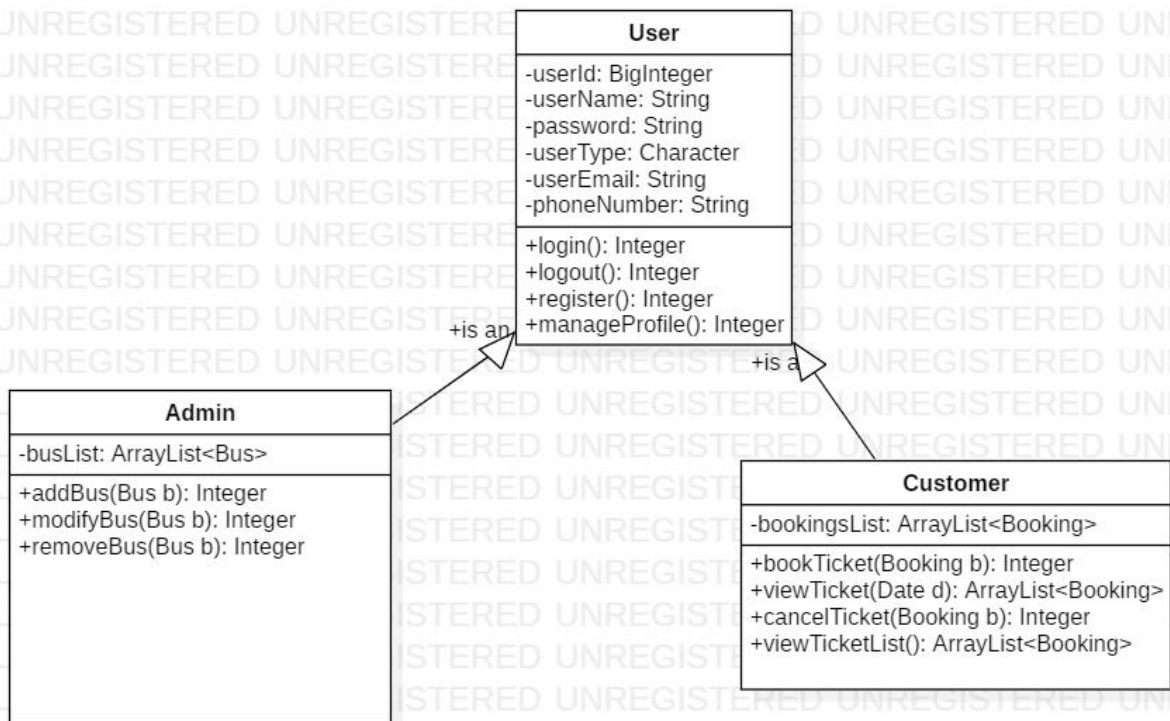 User
-userId: BigInteger
-userName: String
-password: String
-userType: Character
-userEmail: String
-phoneNumber: String
+login(): Integer
+logout(): Integer
+register(): Integer
+manageProfile(): Integer
+is an
+is a
Admin
-busList: ArrayList<Bus>
+addBus(Bus b): Integer
+modifyBus(Bus b): Integer
+removeBus(Bus b): Integer
Customer
-bookingsList: ArrayList<Booking>
+bookTicket(Booking b): Integer
+viewTicket(Date d): ArrayList<Booking>
+cancelTicket(Booking b): Integer
+viewTicketList(): ArrayList<Booking>
UNREGISTERED UNREGISTERED UNREGISTERED UNREGISTERED